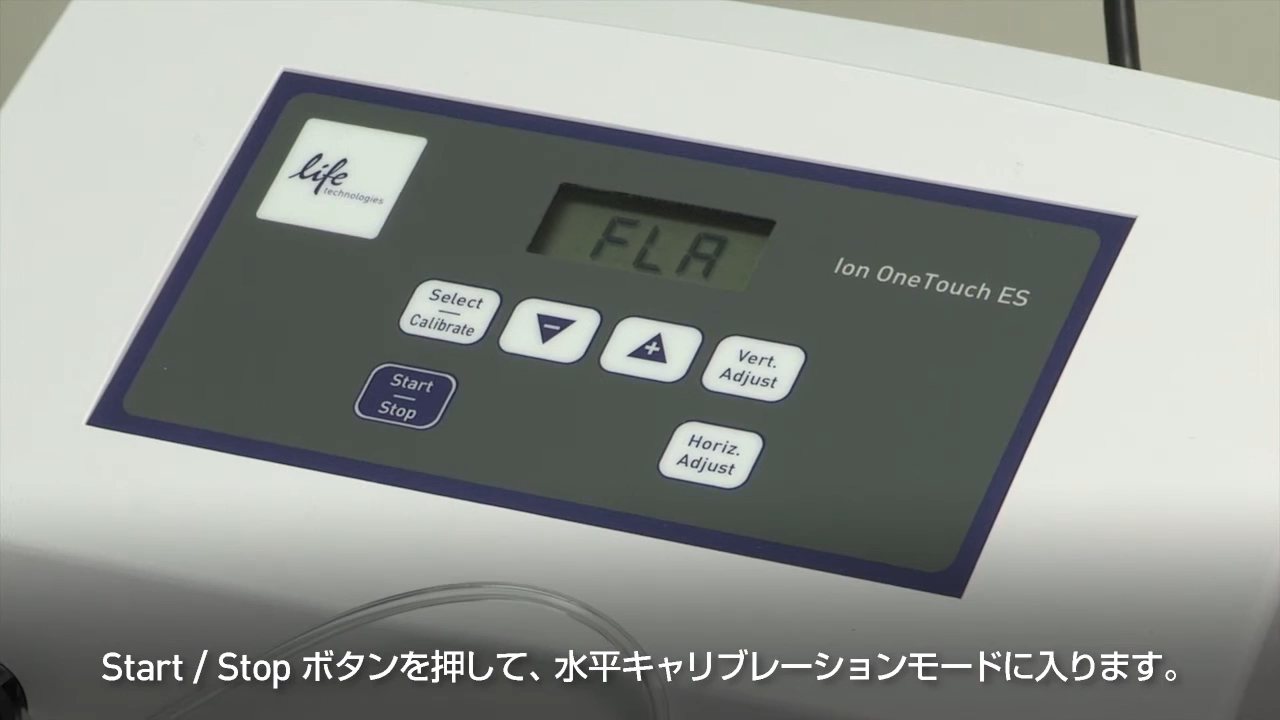 life
technologies
FLA
Ion OneTouch ES
Select
Calibrate
−
+
Vert.
Adjust
Start
Stop
Horiz.
Adjust
Start / Stop ボタンを押して、水平キャリブレーションモードに入ります。